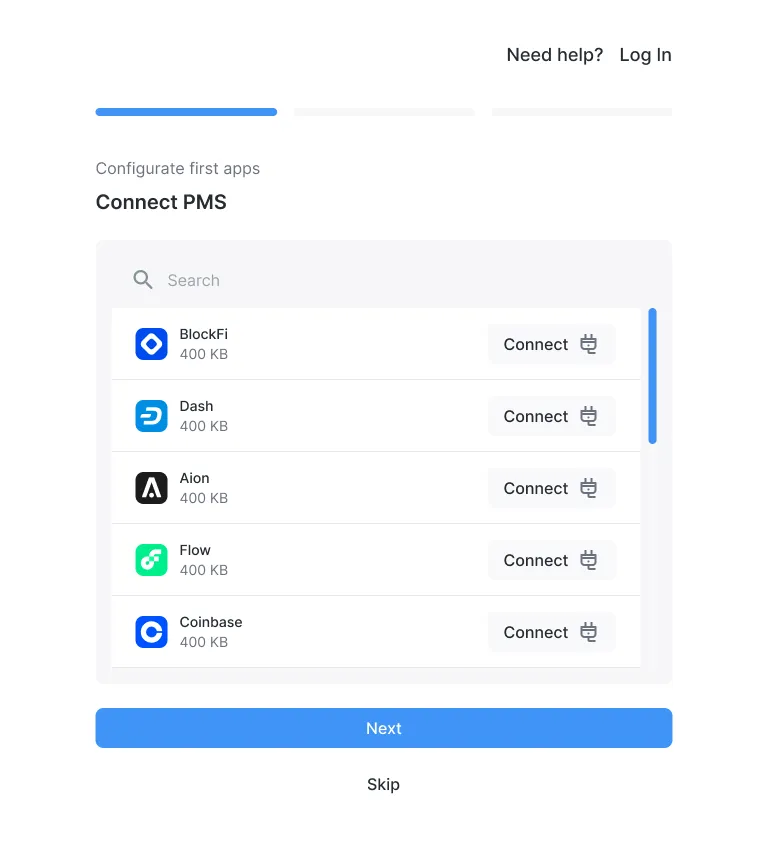 Need help? Log In
Configurate first apps
Connect PMS
Search
BlockFi
400 KB
Connect
Dash
400 KB
Connect
Aion
400 KB
Connect
Flow
400 KB
Connect
Coinbase
400 KB
Connect
Next
Skip